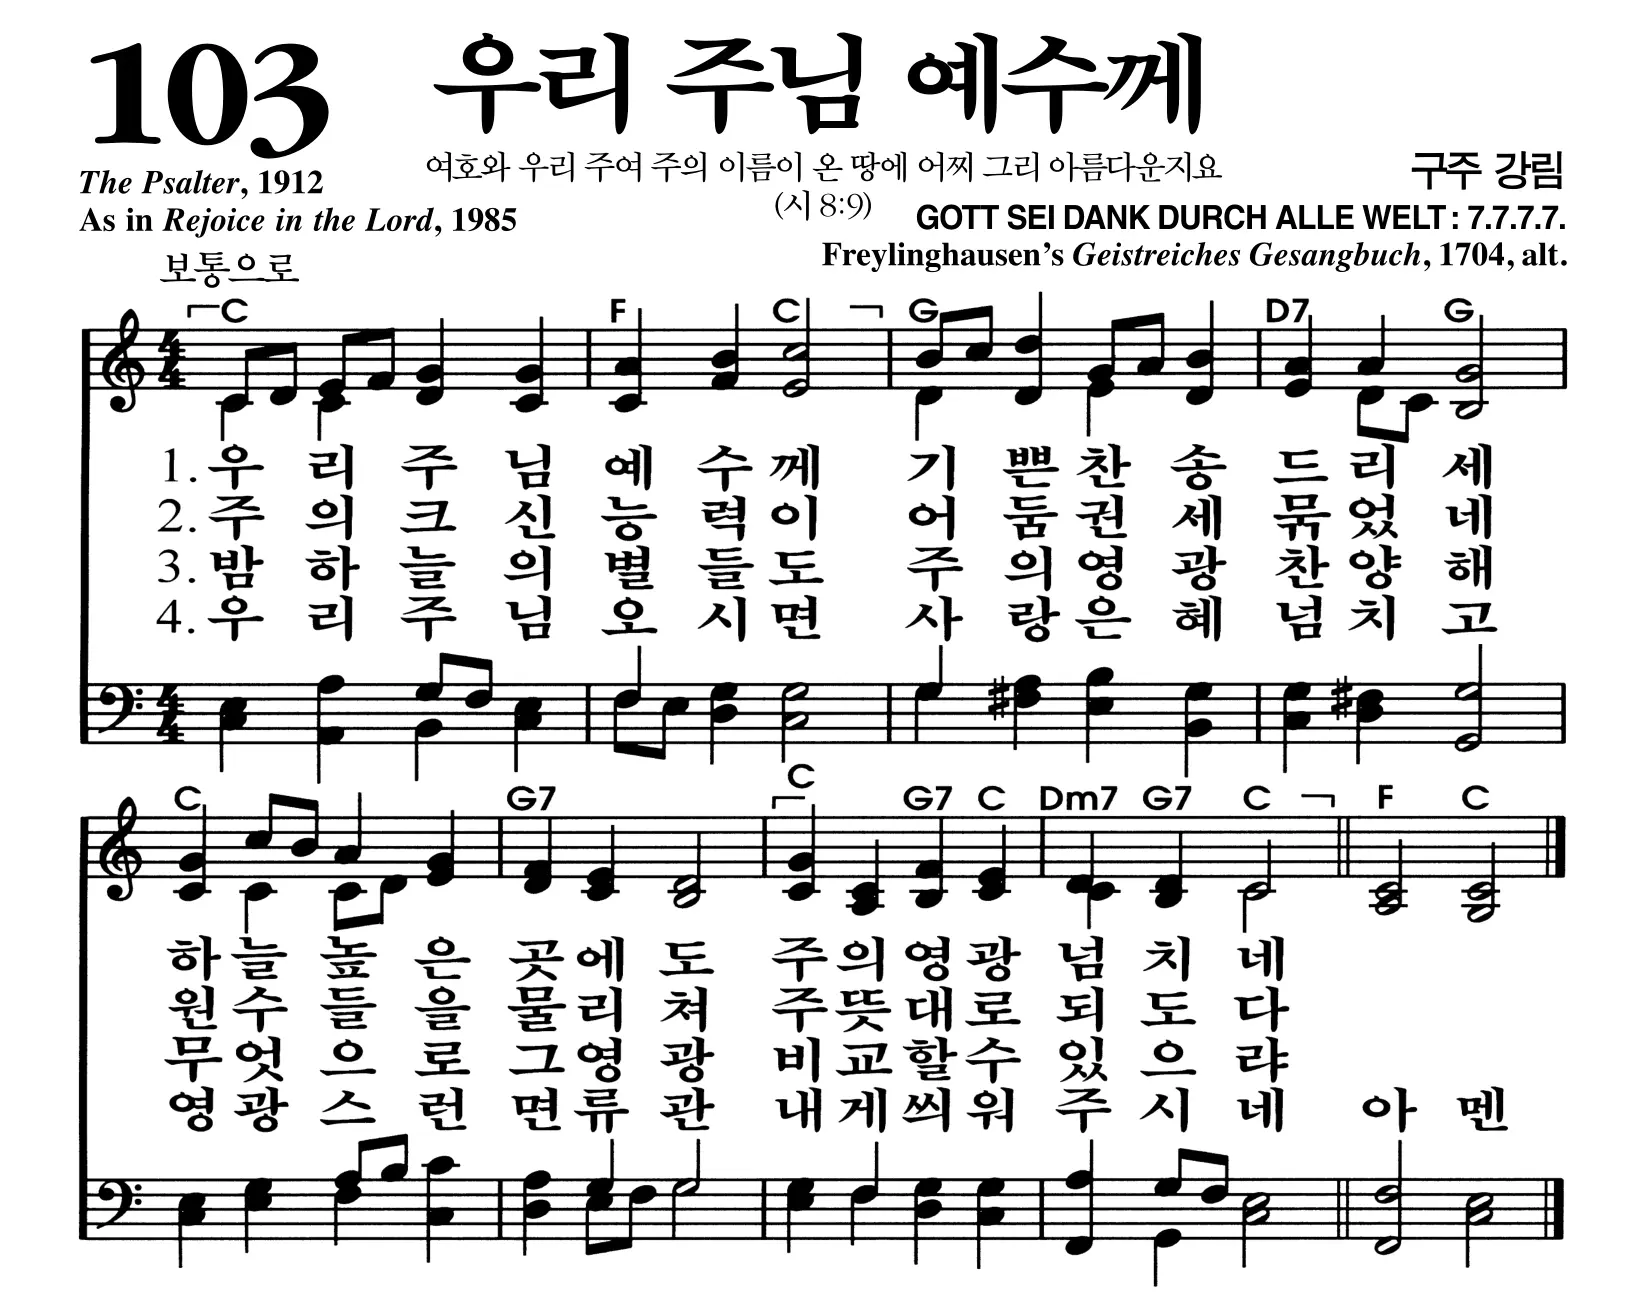 103 우리 주님 예수께
여호와 우리 주여 주의 이름이 온 땅에 어찌 그리 아름다운지요
(시 8:9)
구주 강림
The Psalter, 1912
As in Rejoice in the Lord, 1985
GOTT SEI DANK DURCH ALLE WELT : 7.7.7.7.
Freylinghausen's Geistreiches Gesangbuch, 1704, alt.
보통으로
C F C G D7 G
4 4
1. 우 리 주 님 예 수 께 기 쁜 찬 송 드 리 세
2. 주 의 크 신 능 력 이 어 둠 권 세 묶 었 네
3. 밤 하 늘 의 별 들 도 주 의 영 광 찬 양 해
4. 우 리 주 님 오 시 면 사 랑 은 혜 넘 치 고
4 4
C G7 C G7 C Dm7 G7 C F C
하 늘 높 은 곳 에 도 주 의 영 광 넘 치 네
원 수 들 을 물 리 쳐 주 뜻 대 로 되 도 다
무 엇 으 로 그 영 광 비 교 할 수 있 으 랴
영 광 스 런 면 류 관 내 게 씌 워 주 시 네 아 멘